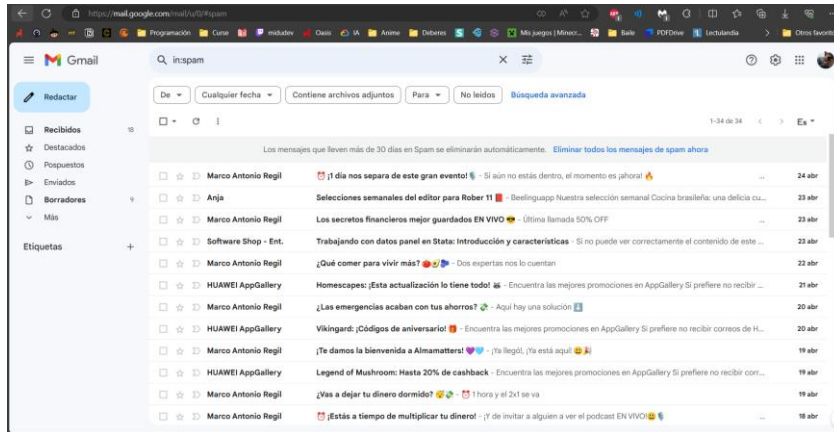 https://mail.google.com/mail/u/0/#spam
Programación Curse midudev Oasis IA Anime Deberes Mis juegos | Minecr... Baile PDFDrive Lectulandia Otros favorit
Gmail
in:spam
Redactar
De Cualquier fecha Contiene archivos adjuntos Para No leídos Búsqueda avanzada
1-34 de 34 Es
Recibidos 18
Destacados
Pospuestos
Enviados
Borradores 9
Más
Etiquetas +
Los mensajes que lleven más de 30 días en Spam se eliminarán automáticamente. Eliminar todos los mensajes de spam ahora
Marco Antonio Regil ⏰ ¡1 día nos separa de este gran evento!🎙 - Si aún no estás dentro, el momento es ¡ahora! 🔥 ... 24 abr
Anja Selecciones semanales del editor para Rober 11 📕 - Beelinguapp Nuestra selección semanal Cocina brasileña: una delicia cu... 23 abr
Marco Antonio Regil Los secretos financieros mejor guardados EN VIVO 😎 - Última llamada 50% OFF ... 23 abr
Software Shop - Ent. Trabajando con datos panel en Stata: Introducción y características - Si no puede ver correctamente el contenido de este ... 23 abr
Marco Antonio Regil ¿Qué comer para vivir más? - Dos expertas nos lo cuentan 22 abr
HUAWEI AppGallery Homescapes: ¡Esta actualización lo tiene todo! - Encuentra las mejores promociones en AppGallery Si prefiere no recibir ... 21 abr
Marco Antonio Regil ¿Las emergencias acaban con tus ahorros? 💸 - Aquí hay una solución ⬇️ 20 abr
HUAWEI AppGallery Vikingard: ¡Códigos de aniversario! 🎁 - Encuentra las mejores promociones en AppGallery Si prefiere no recibir correos de H... 20 abr
Marco Antonio Regil ¡Te damos la bienvenida a Almamatters! 💜💙 - ¡Ya llegó!, ¡Ya está aquí! 😃🎉 19 abr
HUAWEI AppGallery Legend of Mushroom: Hasta 20% de cashback - Encuentra las mejores promociones en AppGallery Si prefiere no recibir corr... 19 abr
Marco Antonio Regil ¿Vas a dejar tu dinero dormido? 😴💸 - ⏰ 1 hora y el 2x1 se va 19 abr
Marco Antonio Regil ⏰ ¡Estás a tiempo de multiplicar tu dinero! - ¡Y de invitar a alguien a ver el podcast EN VIVO!😃🎙 ... 18 abr